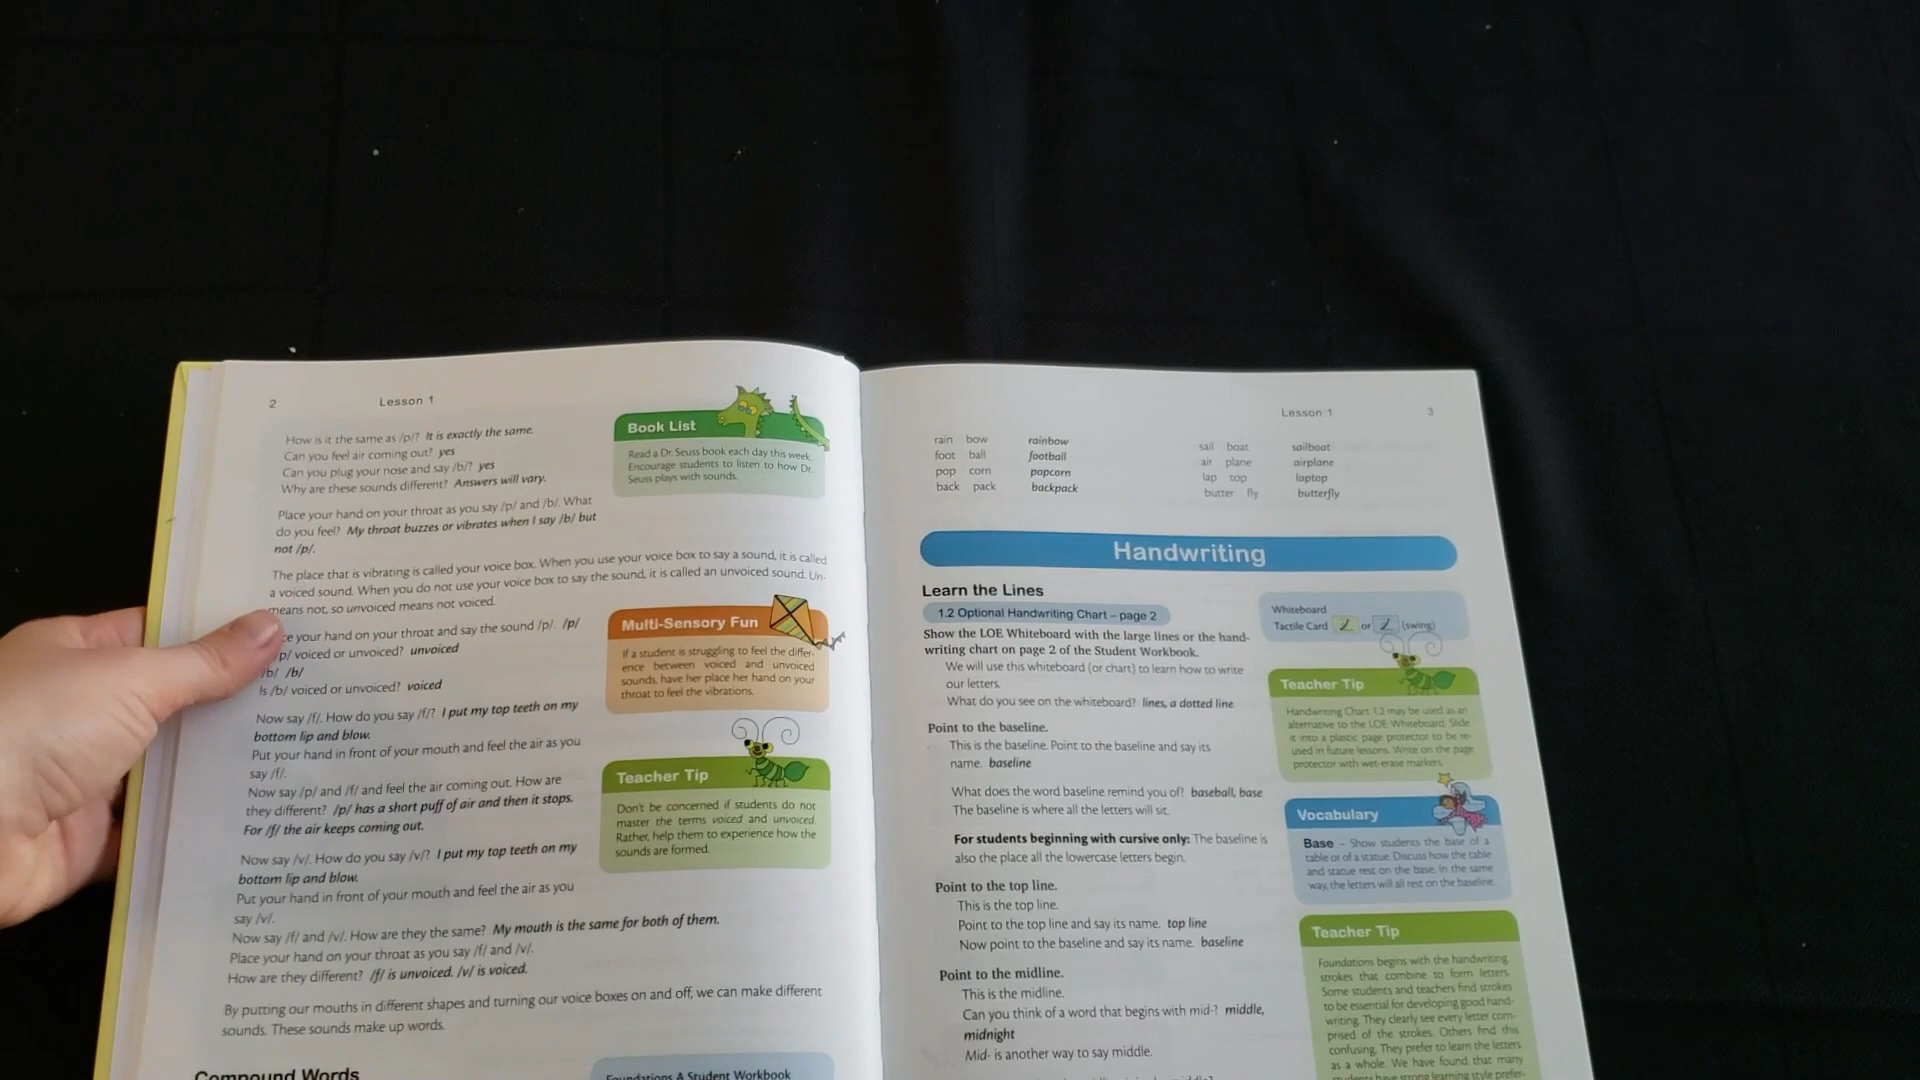 2 Lesson 1
How is it the same as /p/? It is exactly the same.
Can you feel air coming out? yes
Can you plug your nose and say /b/? yes
Why are these sounds different? Answers will vary.
Place your hand on your throat as you say /p/ and /b/. What
do you feel? My throat buzzes or vibrates when I say /b/ but
not /p/.
Book List
Read a Dr. Seuss book each day this week.
Encourage students to listen to how Dr.
Seuss plays with sounds.
The place that is vibrating is called your voice box. When you use your voice box to say a sound, it is called
a voiced sound. When you do not use your voice box to say the sound, it is called an unvoiced sound. Un-
means not, so unvoiced means not voiced.
your hand on your throat and say the sound /p/. /p/
p/ voiced or unvoiced? unvoiced
/b/ /b/
Is /b/ voiced or unvoiced? voiced
Multi-Sensory Fun
If a student is struggling to feel the differ-
ence between voiced and unvoiced
sounds, have her place her hand on your
throat to feel the vibrations.
Now say /f/. How do you say /f/? I put my top teeth on my
bottom lip and blow.
Put your hand in front of your mouth and feel the air as you
say /f/.
Now say /p/ and /f/ and feel the air coming out. How are
they different? /p/ has a short puff of air and then it stops.
For /f/ the air keeps coming out.
Teacher Tip
Don't be concerned if students do not
master the terms voiced and unvoiced.
Rather, help them to experience how the
sounds are formed.
Now say /v/. How do you say /v/? I put my top teeth on my
bottom lip and blow.
Put your hand in front of your mouth and feel the air as you
say /v/.
Now say /f/ and /v/. How are they the same? My mouth is the same for both of them.
Place your hand on your throat as you say /f/ and /v/.
How are they different? /f/ is unvoiced. /v/ is voiced.
By putting our mouths in different shapes and turning our voice boxes on and off, we can make different
sounds. These sounds make up words.
Compound Words
Foundations A Student Workbook
Lesson 1 3
rain bow rainbow sail boat sailboat
foot ball football air plane airplane
pop corn popcorn lap top laptop
back pack backpack butter fly butterfly
Handwriting
Learn the Lines
1.2 Optional Handwriting Chart – page 2
Show the LOE Whiteboard with the large lines or the hand-
writing chart on page 2 of the Student Workbook.
We will use this whiteboard (or chart) to learn how to write
our letters.
What do you see on the whiteboard? lines, a dotted line
Whiteboard
Tactile Card or (swing)
Teacher Tip
Handwriting Chart 1.2 may be used as an
alternative to the LOE Whiteboard. Slide
it into a plastic page protector to be re-
used in future lessons. Write on the page
protector with wet-erase markers.
Point to the baseline.
This is the baseline. Point to the baseline and say its
name. baseline
What does the word baseline remind you of? baseball, base
The baseline is where all the letters will sit.
For students beginning with cursive only: The baseline is
also the place all the lowercase letters begin.
Vocabulary
Base – Show students the base of a
table or of a statue. Discuss how the table
and statue rest on the base. In the same
way, the letters will all rest on the baseline.
Point to the top line.
This is the top line.
Point to the top line and say its name. top line
Now point to the baseline and say its name. baseline
Point to the midline.
This is the midline.
Can you think of a word that begins with mid-? middle,
midnight
Mid- is another way to say middle.
Teacher Tip
Foundations begins with the handwriting
strokes that combine to form letters.
Some students and teachers find strokes
to be essential for developing good hand-
writing. They clearly see every letter com-
prised of the strokes. Others find this
confusing. They prefer to learn the letters
as a whole. We have found that many
students have strong learning style prefer-